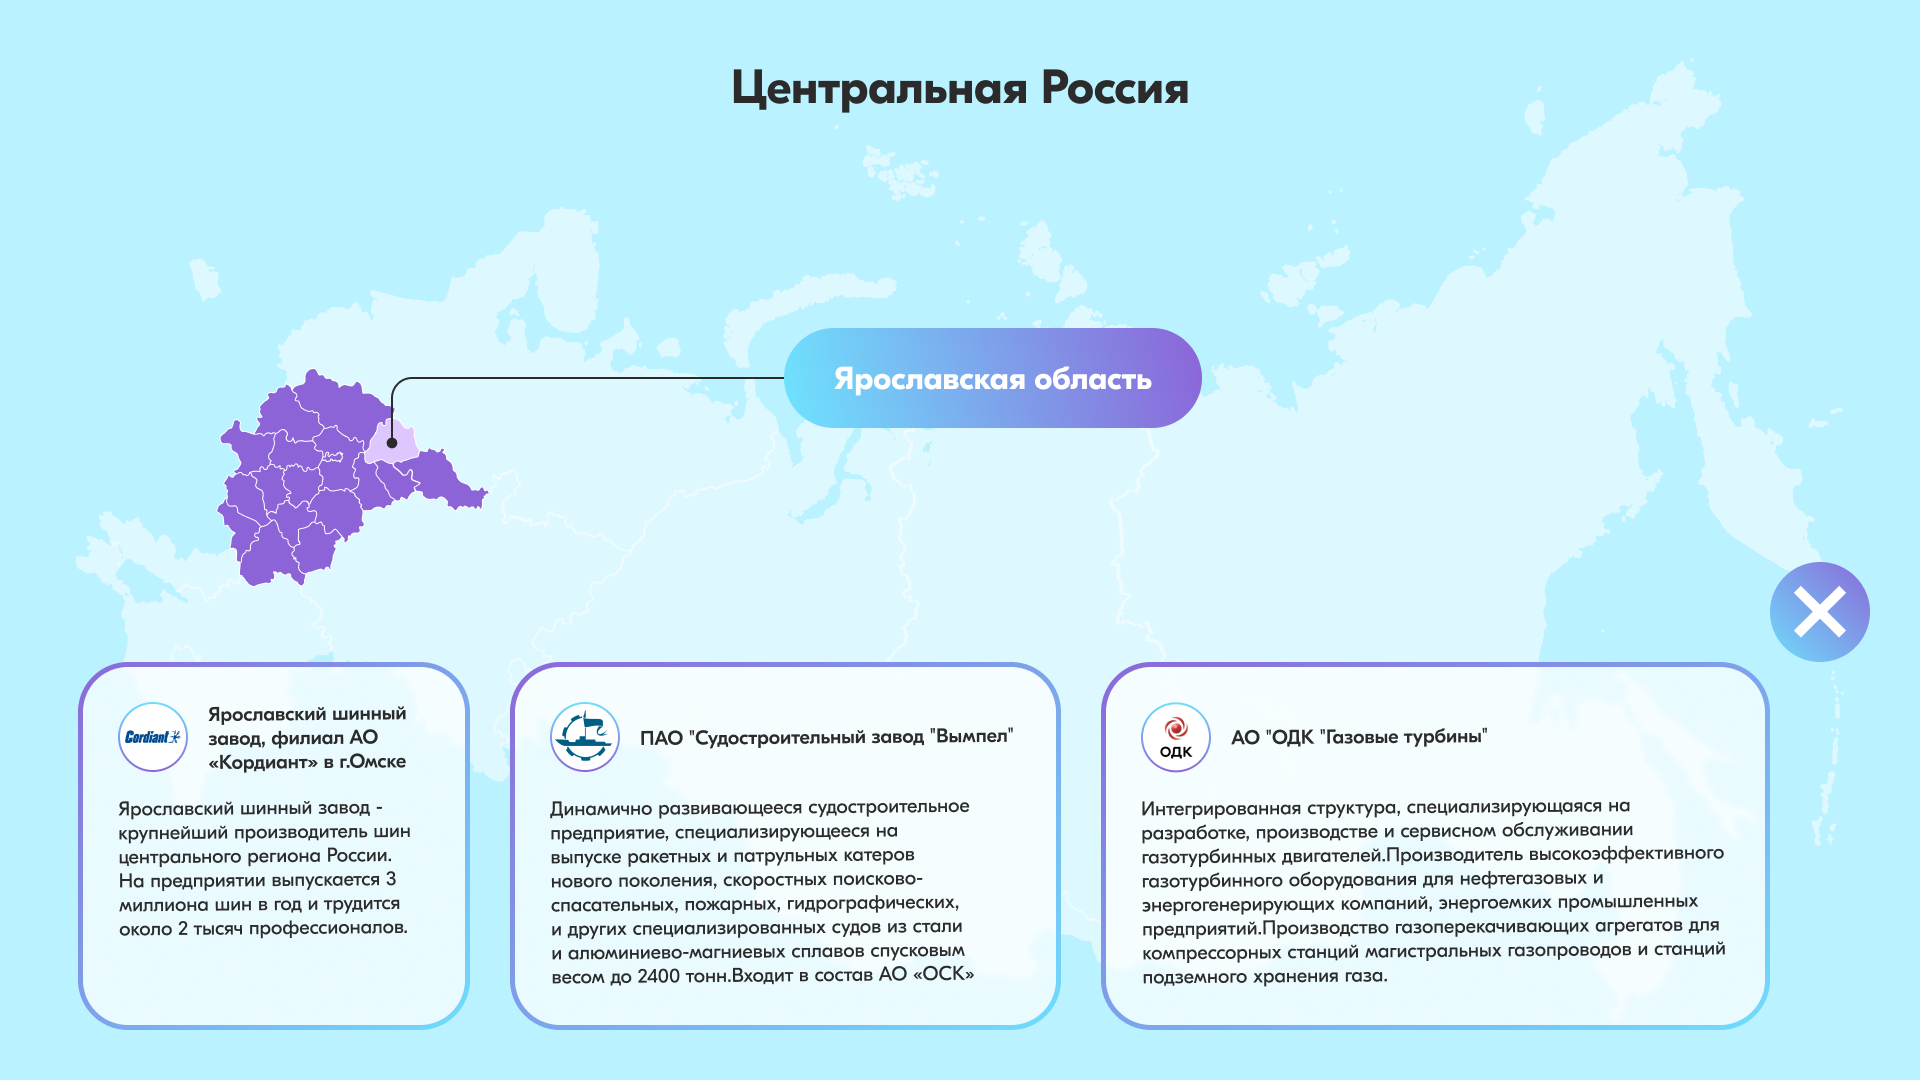 Центральная Россия
Ярославская область
Cordiant
Ярославский шинный
завод, филиал АО
«Кордиант» в г.Омске
Ярославский шинный завод -
крупнейший производитель шин
центрального региона России.
На предприятии выпускается 3
миллиона шин в год и трудится
около 2 тысяч профессионалов.
ПАО "Судостроительный завод "Вымпел"
Динамично развивающееся судостроительное
предприятие, специализирующееся на
выпуске ракетных и патрульных катеров
нового поколения, скоростных поисково-
спасательных, пожарных, гидрографических,
и других специализированных судов из стали
и алюминиево-магниевых сплавов спусковым
весом до 2400 тонн.Входит в состав АО «ОСК»
ОДК
АО "ОДК "Газовые турбины"
Интегрированная структура, специализирующаяся на
разработке, производстве и сервисном обслуживании
газотурбинных двигателей.Производитель высокоэффективного
газотурбинного оборудования для нефтегазовых и
энергогенерирующих компаний, энергоемких промышленных
предприятий.Производство газоперекачивающих агрегатов для
компрессорных станций магистральных газопроводов и станций
подземного хранения газа.